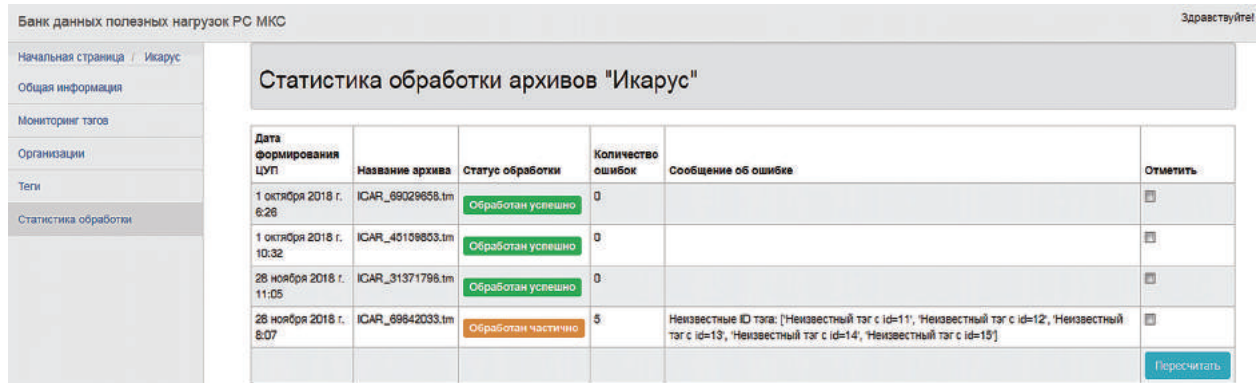 Банк данных полезных нагрузок РС МКС
Здравствуйте!
Начальная страница / Икарус
Общая информация
Мониторинг тэгов
Организации
Теги
Статистика обработки
Статистика обработки архивов "Икарус"
Дата формирования ЦУП Название архива Статус обработки Количество ошибок Сообщение об ошибке Отметить
1 октября 2018 г. ICAR_69029658.tm Обработан успешно 0
6:26
1 октября 2018 г. ICAR_45159853.tm Обработан успешно 0
10:32
28 ноября 2018 г. ICAR_31371796.tm Обработан успешно 0
11:05
28 ноября 2018 г. ICAR_69842033.tm Обработан частично 5 Неизвестные ID тэга: ['Неизвестный тэг с id=11', 'Неизвестный тэг с id=12', 'Неизвестный
8:07 тэг с id=13', 'Неизвестный тэг с id=14', 'Неизвестный тэг с id=15']
Пересчитать